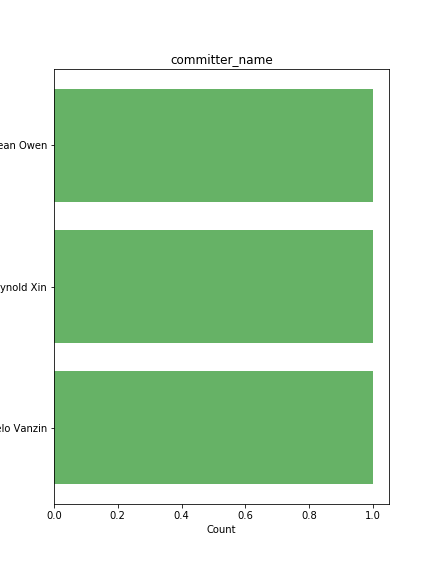 committer_name
ean Owen
ynold Xin
elo Vanzin
0.0 0.2 0.4 0.6 0.8 1.0
Count